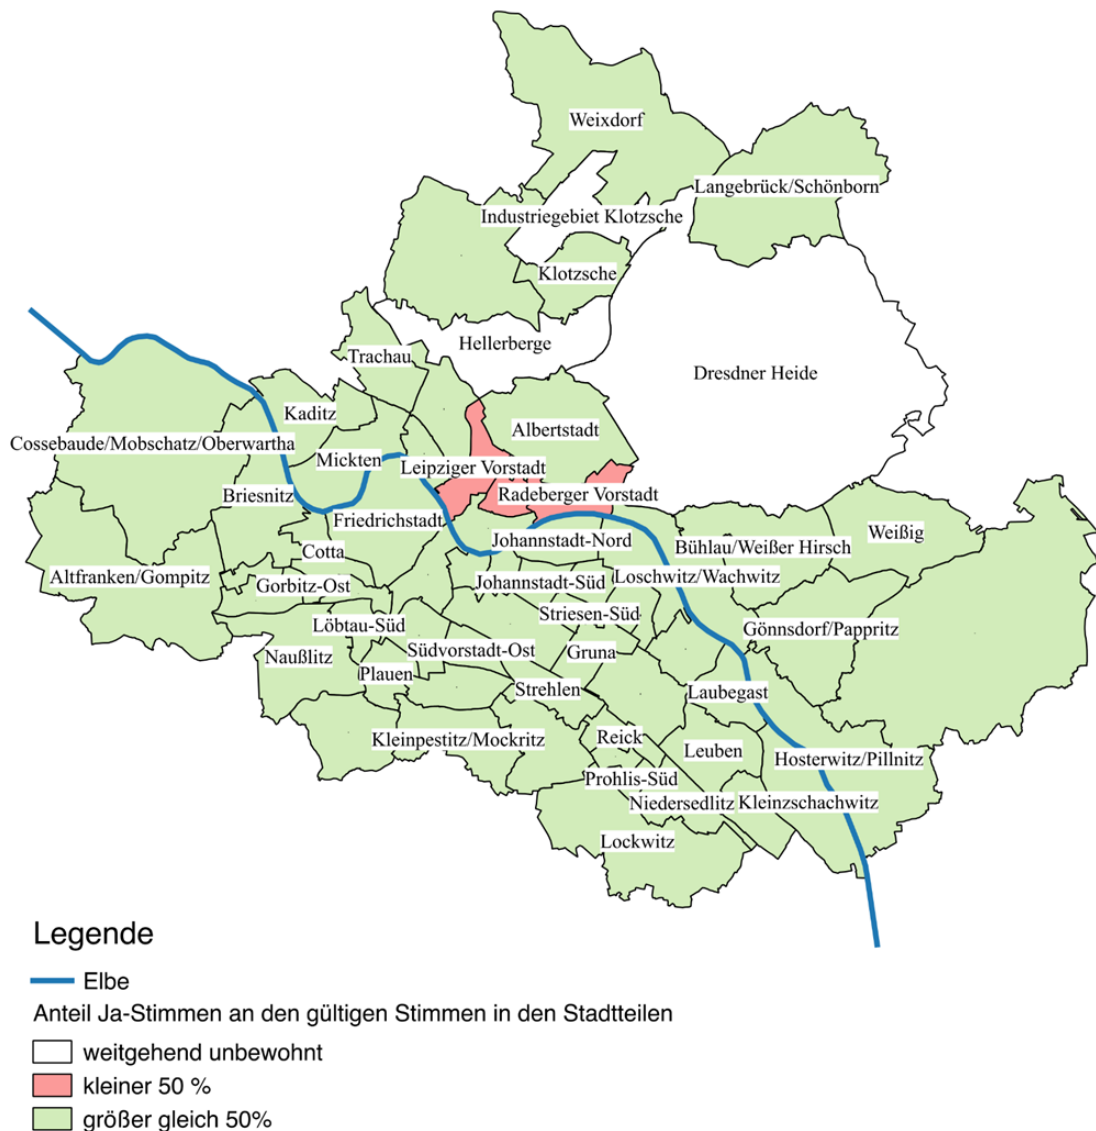 Weixdorf
Langebrück/Schönborn
Industriegebiet Klotzsche
Klotzsche
Hellerberge
Trachau
Dresdner Heide
Kaditz
Albertstadt
Cossebaude/Mobschatz/Oberwartha
Mickten
Leipziger Vorstadt
Briesnitz
Radeberger Vorstadt
Friedrichstadt
Weißig
Johannstadt-Nord
Bühlau/Weißer Hirsch
Cotta
Altfranken/Gompitz
Gorbitz-Ost
Johannstadt-Süd
Loschwitz/Wachwitz
Striesen-Süd
Löbtau-Süd
Gönnsdorf/Pappritz
Naußlitz
Südvorstadt-Ost
Gruna
Plauen
Strehlen
Laubegast
Kleinpestitz/Mockritz
Reick
Leuben
Hosterwitz/Pillnitz
Prohlis-Süd
Niedersedlitz
Kleinzschachwitz
Lockwitz
Legende
Elbe
Anteil Ja-Stimmen an den gültigen Stimmen in den Stadtteilen
weitgehend unbewohnt
kleiner 50 %
größer gleich 50%